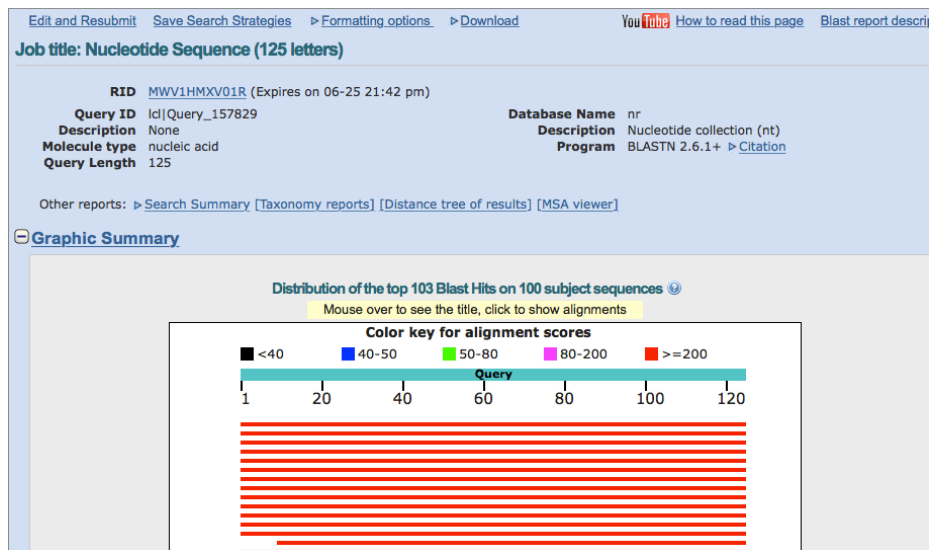 Edit and Resubmit Save Search Strategies Formatting options Download YouTube How to read this page Blast report descri
Job title: Nucleotide Sequence (125 letters)
RID MWV1HMXV01R (Expires on 06-25 21:42 pm)
Query ID lcl|Query_157829 Database Name nr
Description None Description Nucleotide collection (nt)
Molecule type nucleic acid Program BLASTN 2.6.1+ Citation
Query Length 125
Other reports: Search Summary [Taxonomy reports] [Distance tree of results] [MSA viewer]
Graphic Summary
Distribution of the top 103 Blast Hits on 100 subject sequences
Mouse over to see the title, click to show alignments
Color key for alignment scores
<40 40-50 50-80 80-200 >=200
Query
1 20 40 60 80 100 120